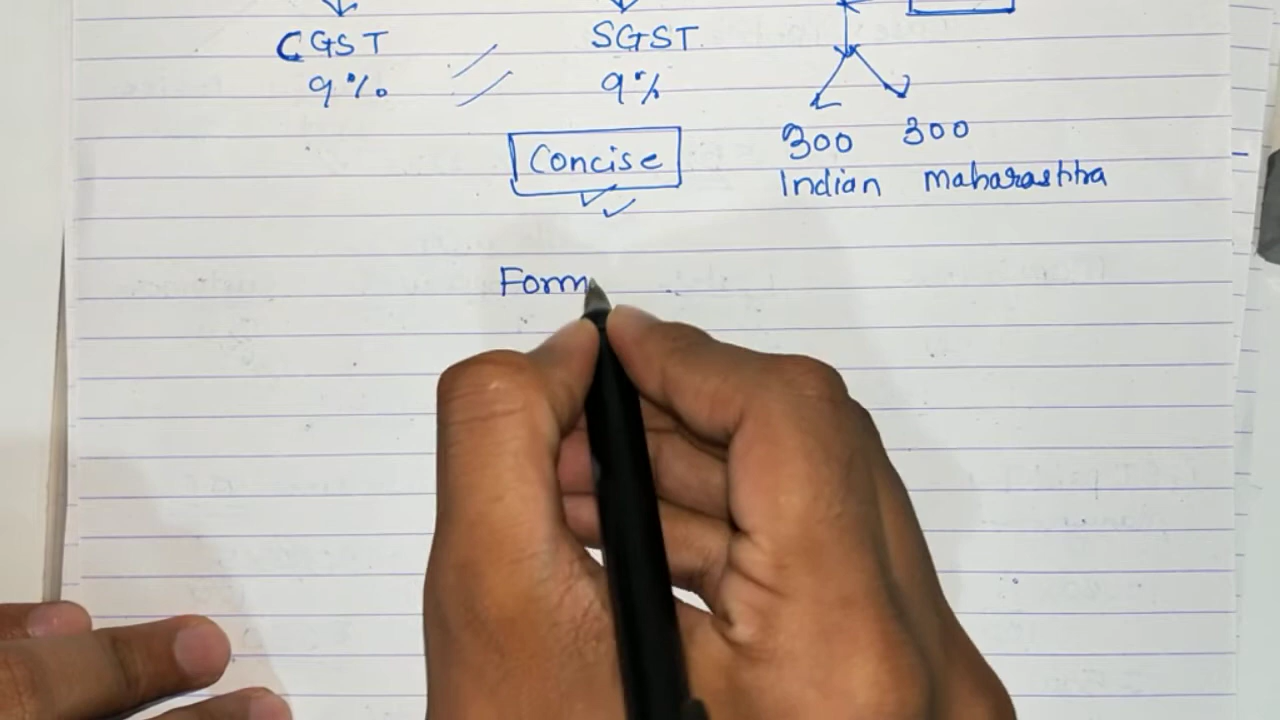 CGST SGST
9% 9%
300 300
Concise
Indian maharashtra
Form